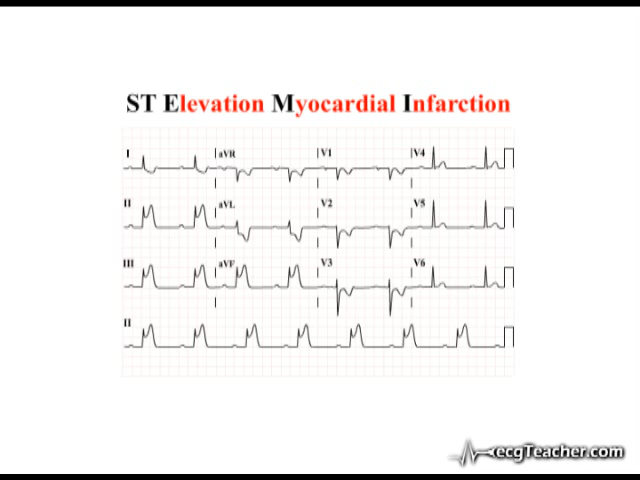 ST Elevation Myocardial Infarction
I aVR V1 V4
II aVL V2 V5
III aVF V3 V6
II
ecgTeacher.com